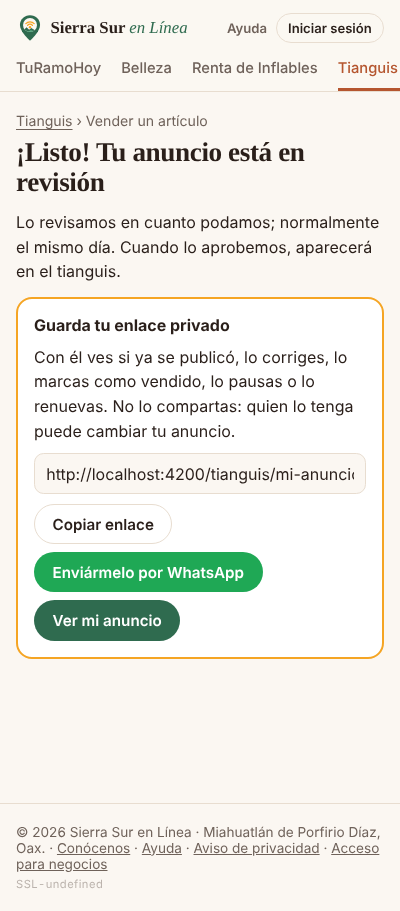 Sierra Sur en Línea
Ayuda
Iniciar sesión
TuRamoHoy
Belleza
Renta de Inflables
Tianguis
Tianguis › Vender un artículo
¡Listo! Tu anuncio está en
revisión
Lo revisamos en cuanto podamos; normalmente
el mismo día. Cuando lo aprobemos, aparecerá
en el tianguis.
Guarda tu enlace privado
Con él ves si ya se publicó, lo corriges, lo
marcas como vendido, lo pausas o lo
renuevas. No lo compartas: quien lo tenga
puede cambiar tu anuncio.
http://localhost:4200/tianguis/mi-anuncio
Copiar enlace
Enviármelo por WhatsApp
Ver mi anuncio
© 2026 Sierra Sur en Línea · Miahuatlán de Porfirio Díaz,
Oax. · Conócenos · Ayuda · Aviso de privacidad · Acceso
para negocios
SSL-undefined